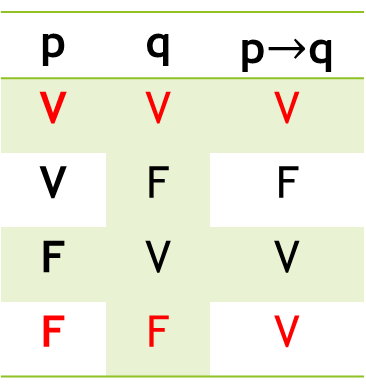 p q p→q
V V V
V F F
F V V
F F V